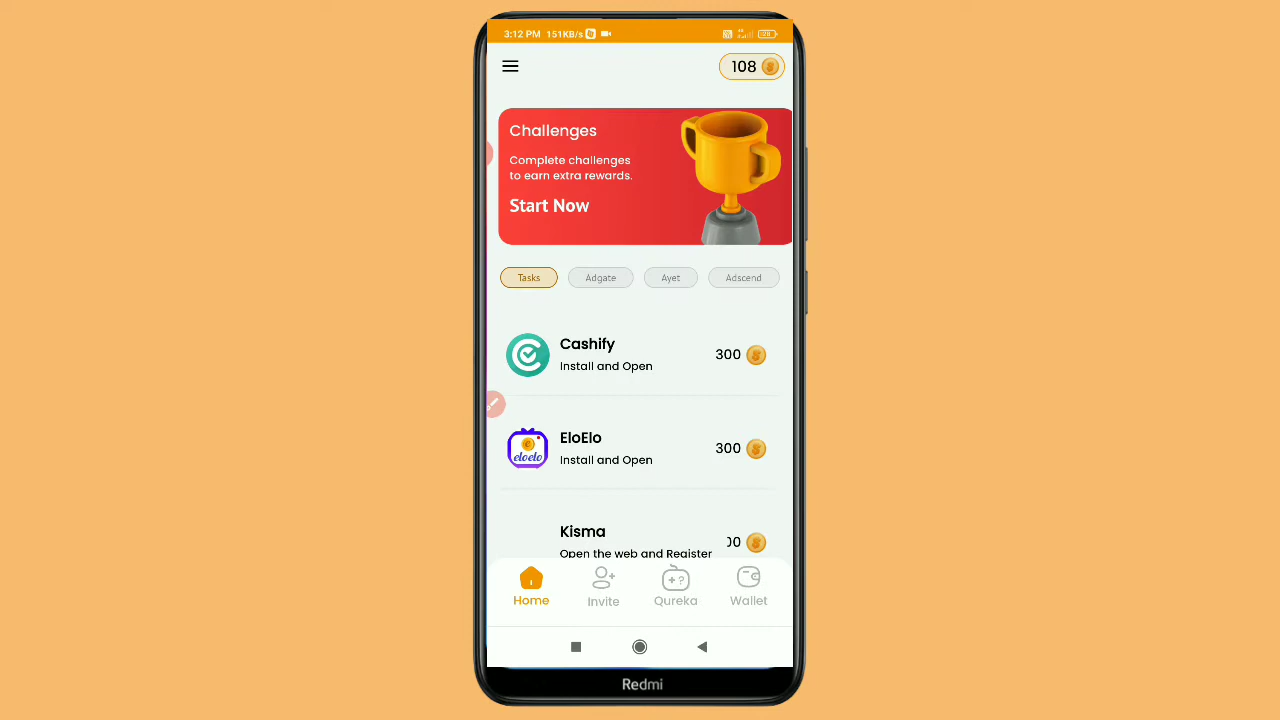 3:12 PM 151KB/s
108
Challenges
Complete challenges
to earn extra rewards.
Start Now
Tasks Adgate Ayet Adscend
Cashify
Install and Open
300
EloElo
eloelo
Install and Open
300
Kisma
Open the web and Register
Home Invite Qureka Wallet
Redmi